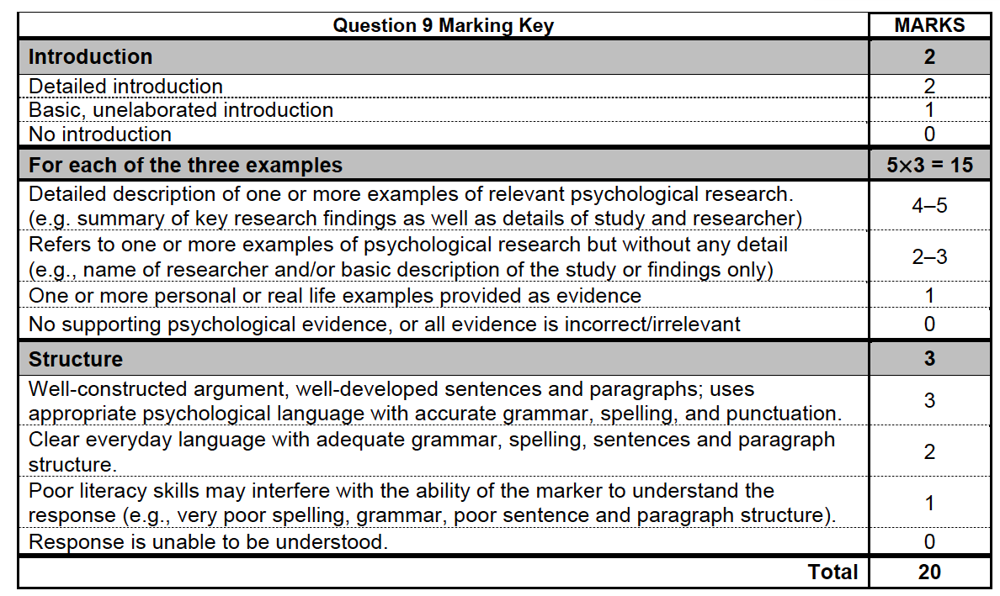 Question 9 Marking Key MARKS
Introduction 2
Detailed introduction 2
Basic, unelaborated introduction 1
No introduction 0
For each of the three examples 5×3 = 15
Detailed description of one or more examples of relevant psychological research.
(e.g. summary of key research findings as well as details of study and researcher) 4–5
Refers to one or more examples of psychological research but without any detail
(e.g., name of researcher and/or basic description of the study or findings only) 2–3
One or more personal or real life examples provided as evidence 1
No supporting psychological evidence, or all evidence is incorrect/irrelevant 0
Structure 3
Well-constructed argument, well-developed sentences and paragraphs; uses
appropriate psychological language with accurate grammar, spelling, and punctuation. 3
Clear everyday language with adequate grammar, spelling, sentences and paragraph
structure. 2
Poor literacy skills may interfere with the ability of the marker to understand the
response (e.g., very poor spelling, grammar, poor sentence and paragraph structure). 1
Response is unable to be understood. 0
Total 20